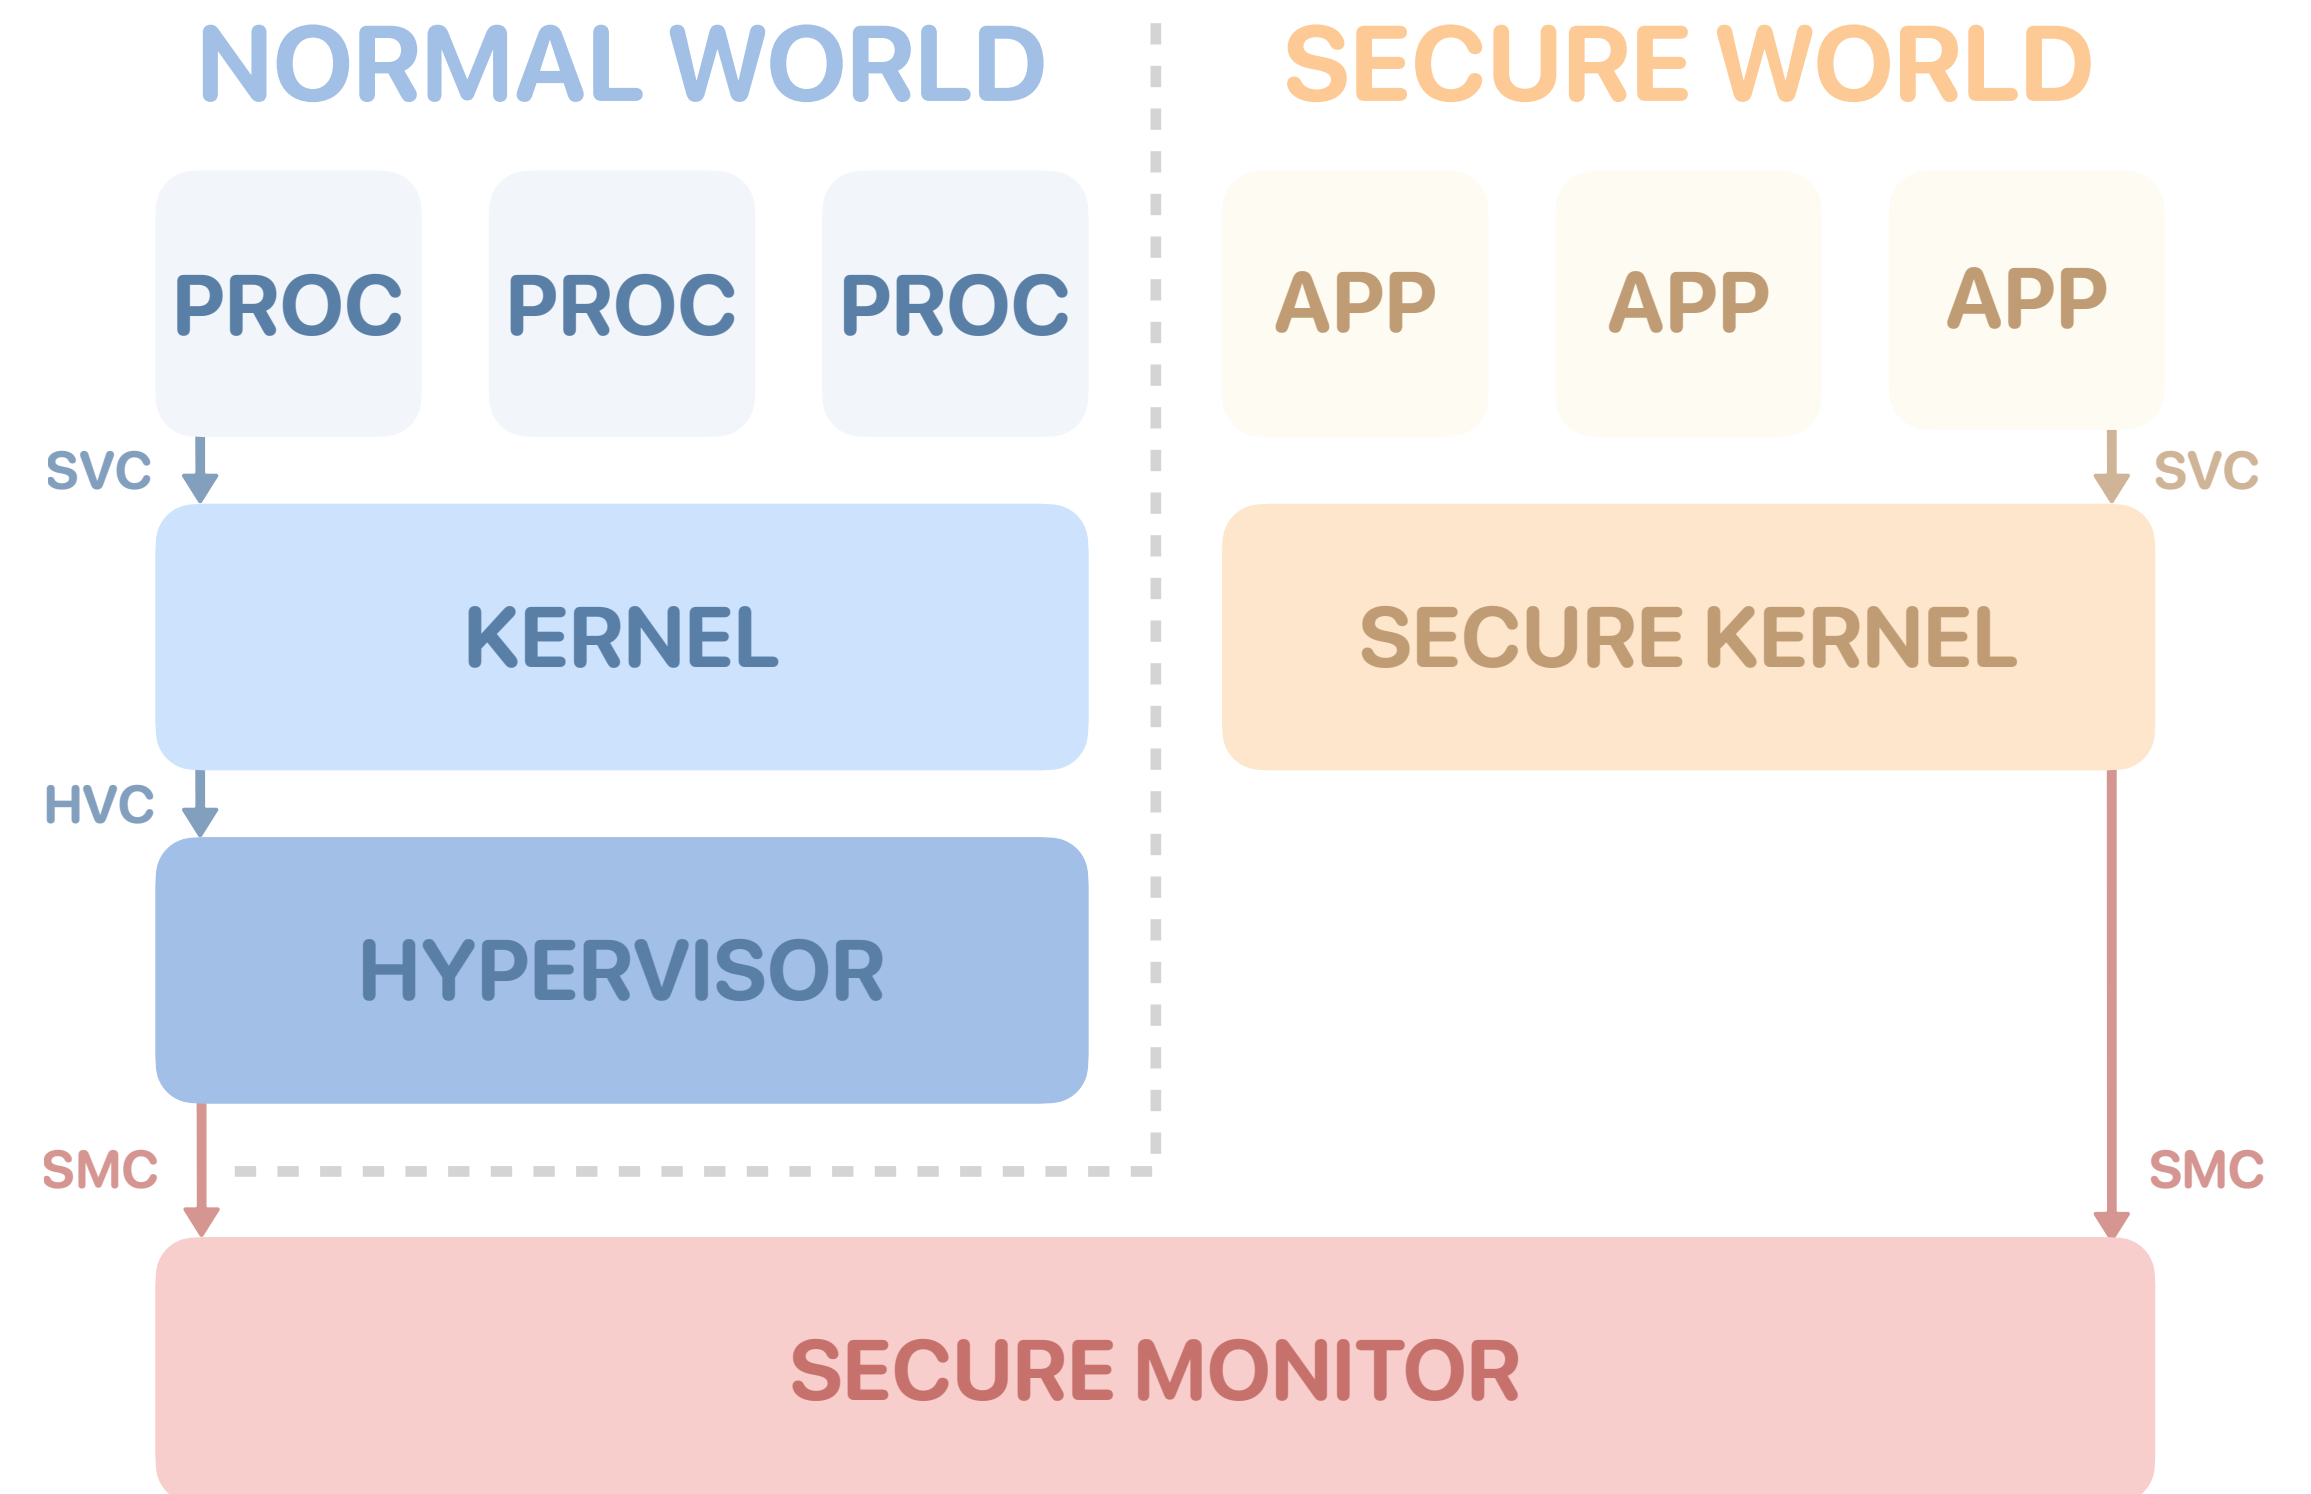 NORMAL WORLD
SECURE WORLD
PROC
PROC
PROC
APP
APP
APP
SVC
SVC
KERNEL
SECURE KERNEL
HVC
HYPERVISOR
SMC
SMC
SECURE MONITOR